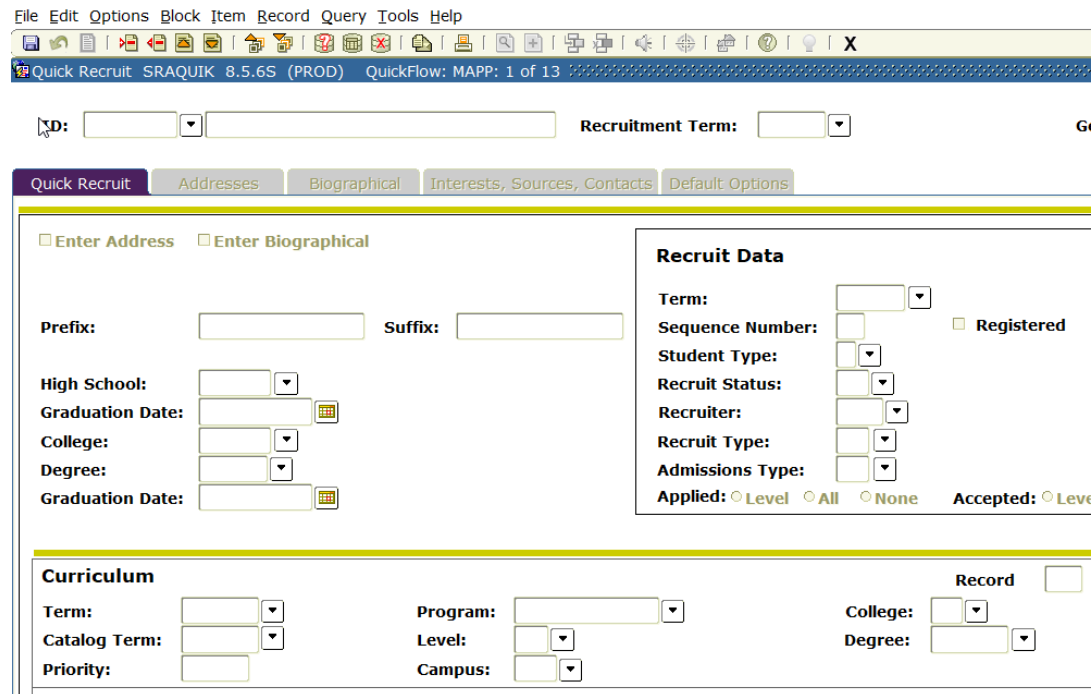 File Edit Options Block Item Record Query Tools Help
X
Quick Recruit SRAQUIK 8.5.6S (PROD) QuickFlow: MAPP: 1 of 13
ID: Recruitment Term:
Quick Recruit Addresses Biographical Interests, Sources, Contacts Default Options
Enter Address Enter Biographical
Recruit Data
Term:
Prefix: Suffix: Sequence Number: Registered
Student Type:
High School: Recruit Status:
Graduation Date: Recruiter:
College: Recruit Type:
Degree: Admissions Type:
Graduation Date: Applied: Level All None Accepted: Leve
Curriculum Record
Term: Program: College:
Catalog Term: Level: Degree:
Priority: Campus: